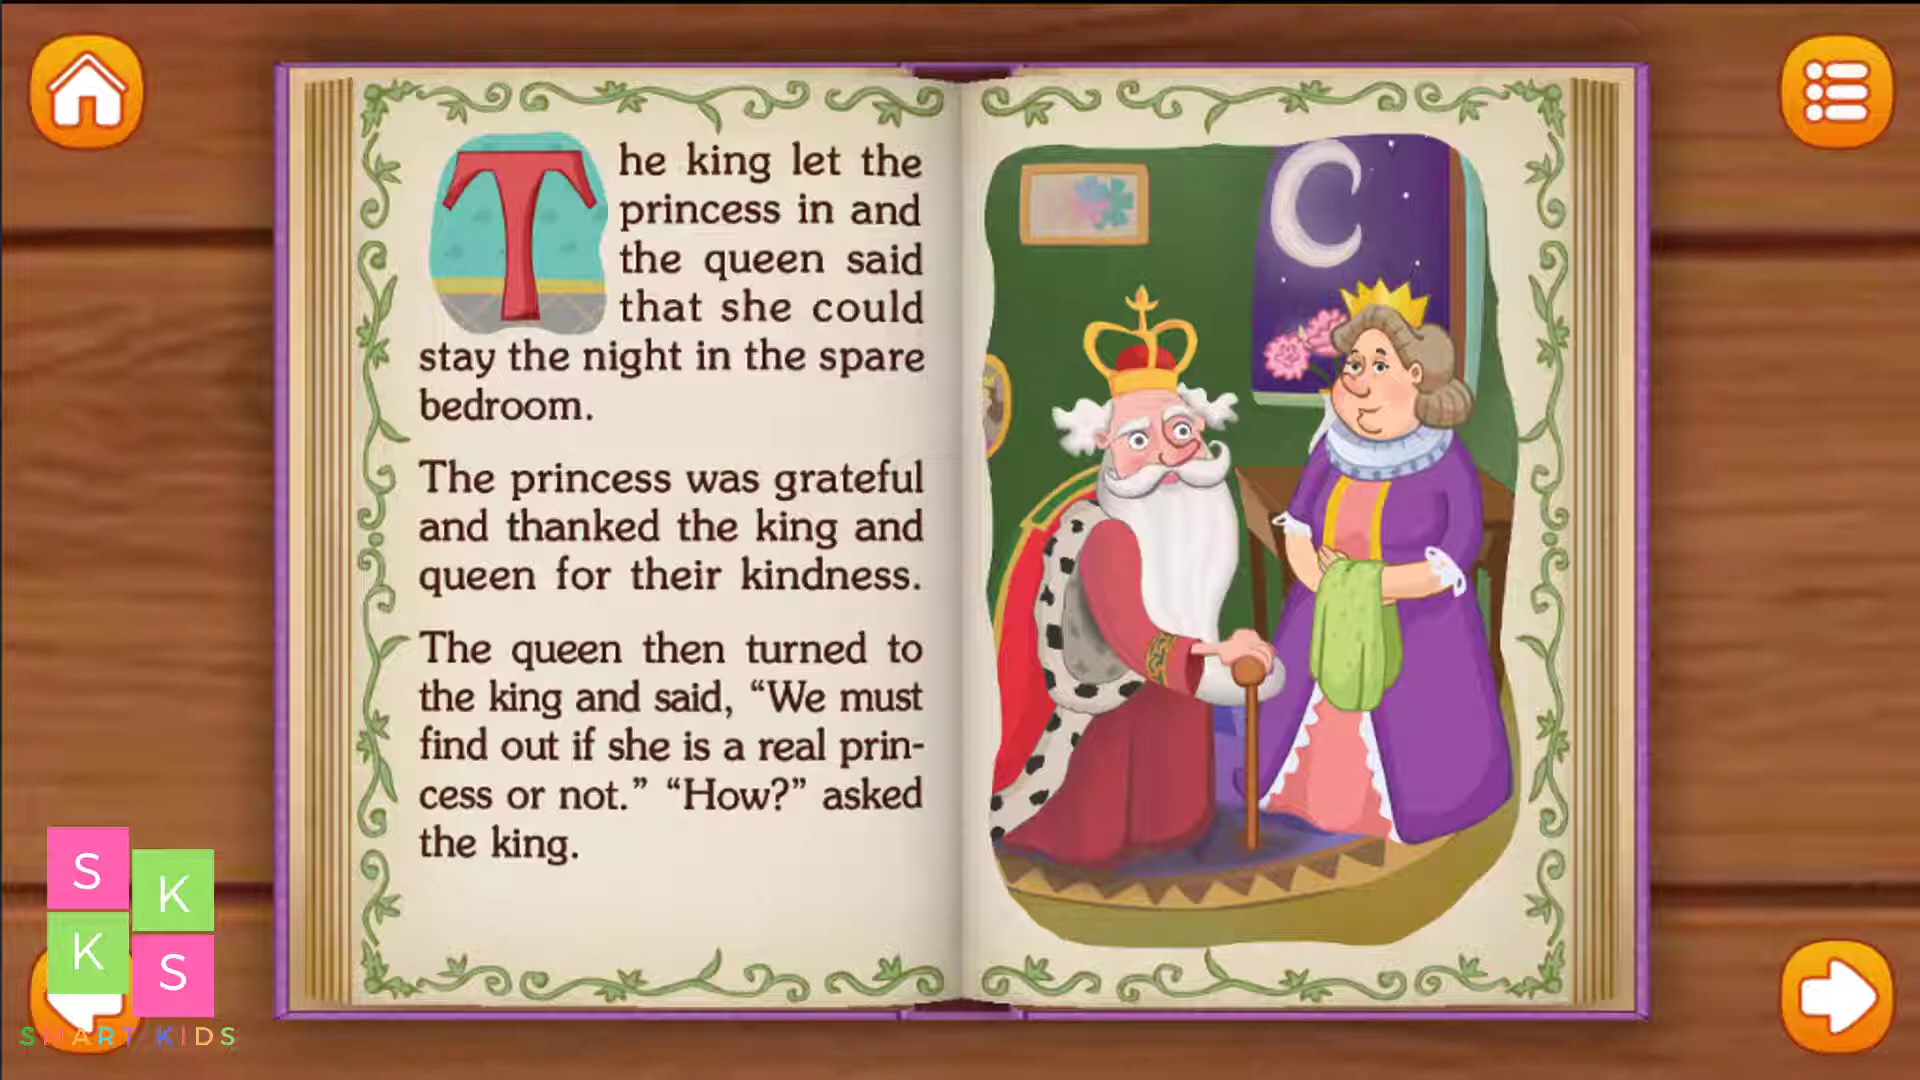 The king let the
princess in and
the queen said
that she could
stay the night in the spare
bedroom.
The princess was grateful
and thanked the king and
queen for their kindness.
The queen then turned to
the king and said, “We must
find out if she is a real prin-
cess or not.” “How?” asked
the king.
S K
K S
SMART KIDS